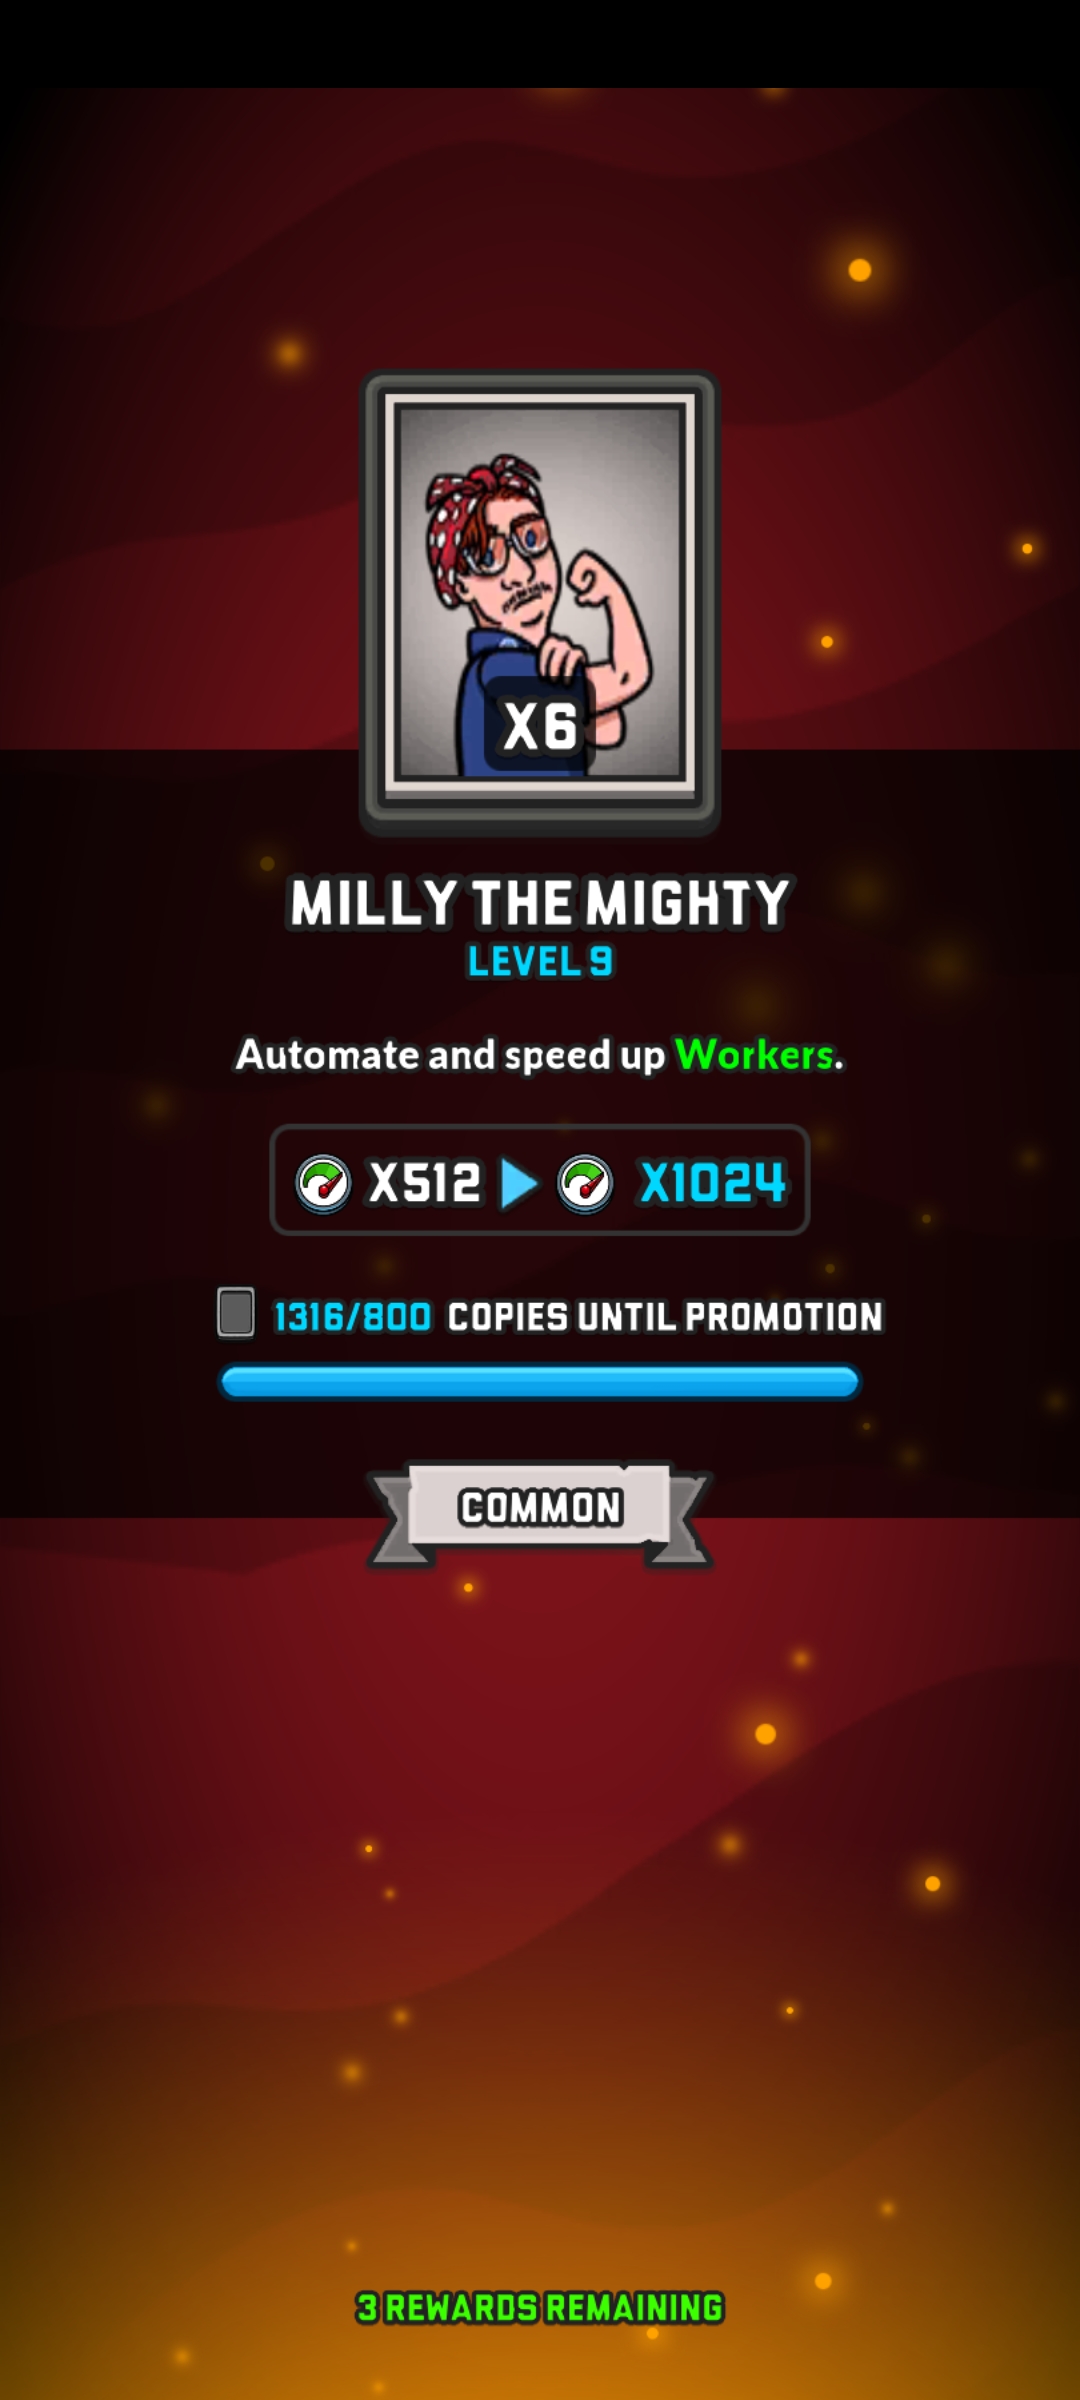 X6
MILLY THE MIGHTY
LEVEL 9
Automate and speed up Workers.
X512 X1024
1316/800 COPIES UNTIL PROMOTION
COMMON
3 REWARDS REMAINING